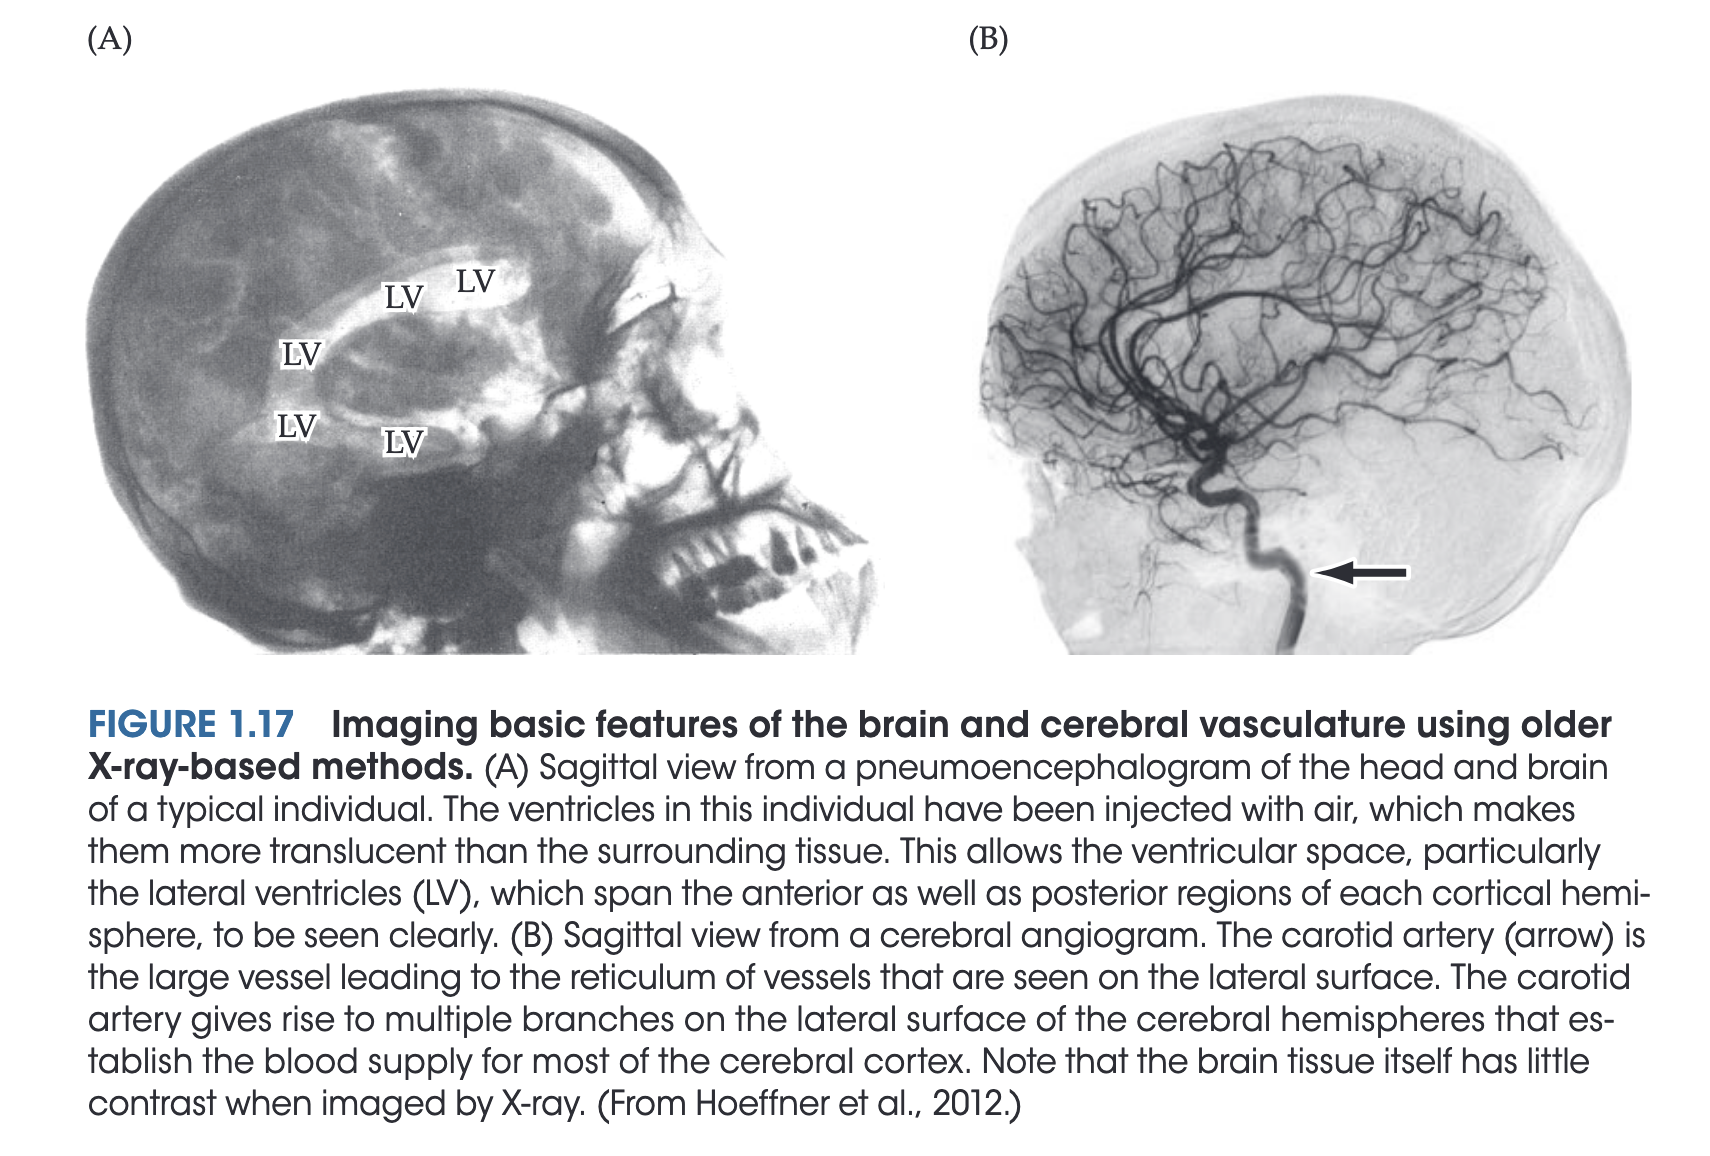 (A)
(B)
LV
LV
LV
LV
LV
FIGURE 1.17 Imaging basic features of the brain and cerebral vasculature using older
X-ray-based methods. (A) Sagittal view from a pneumoencephalogram of the head and brain
of a typical individual. The ventricles in this individual have been injected with air, which makes
them more translucent than the surrounding tissue. This allows the ventricular space, particularly
the lateral ventricles (LV), which span the anterior as well as posterior regions of each cortical hemi-
sphere, to be seen clearly. (B) Sagittal view from a cerebral angiogram. The carotid artery (arrow) is
the large vessel leading to the reticulum of vessels that are seen on the lateral surface. The carotid
artery gives rise to multiple branches on the lateral surface of the cerebral hemispheres that es-
tablish the blood supply for most of the cerebral cortex. Note that the brain tissue itself has little
contrast when imaged by X-ray. (From Hoeffner et al., 2012.)